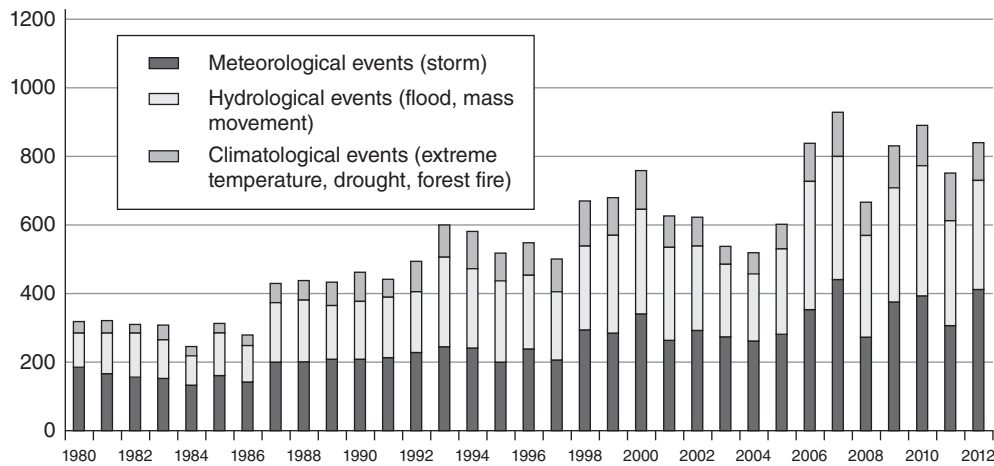 1200
1000
800
600
400
200
0
Meteorological events (storm)
Hydrological events (flood, mass
movement)
Climatological events (extreme
temperature, drought, forest fire)
1980 1982 1984 1986 1988 1990 1992 1994 1996 1998 2000 2002 2004 2006 2008 2010 2012